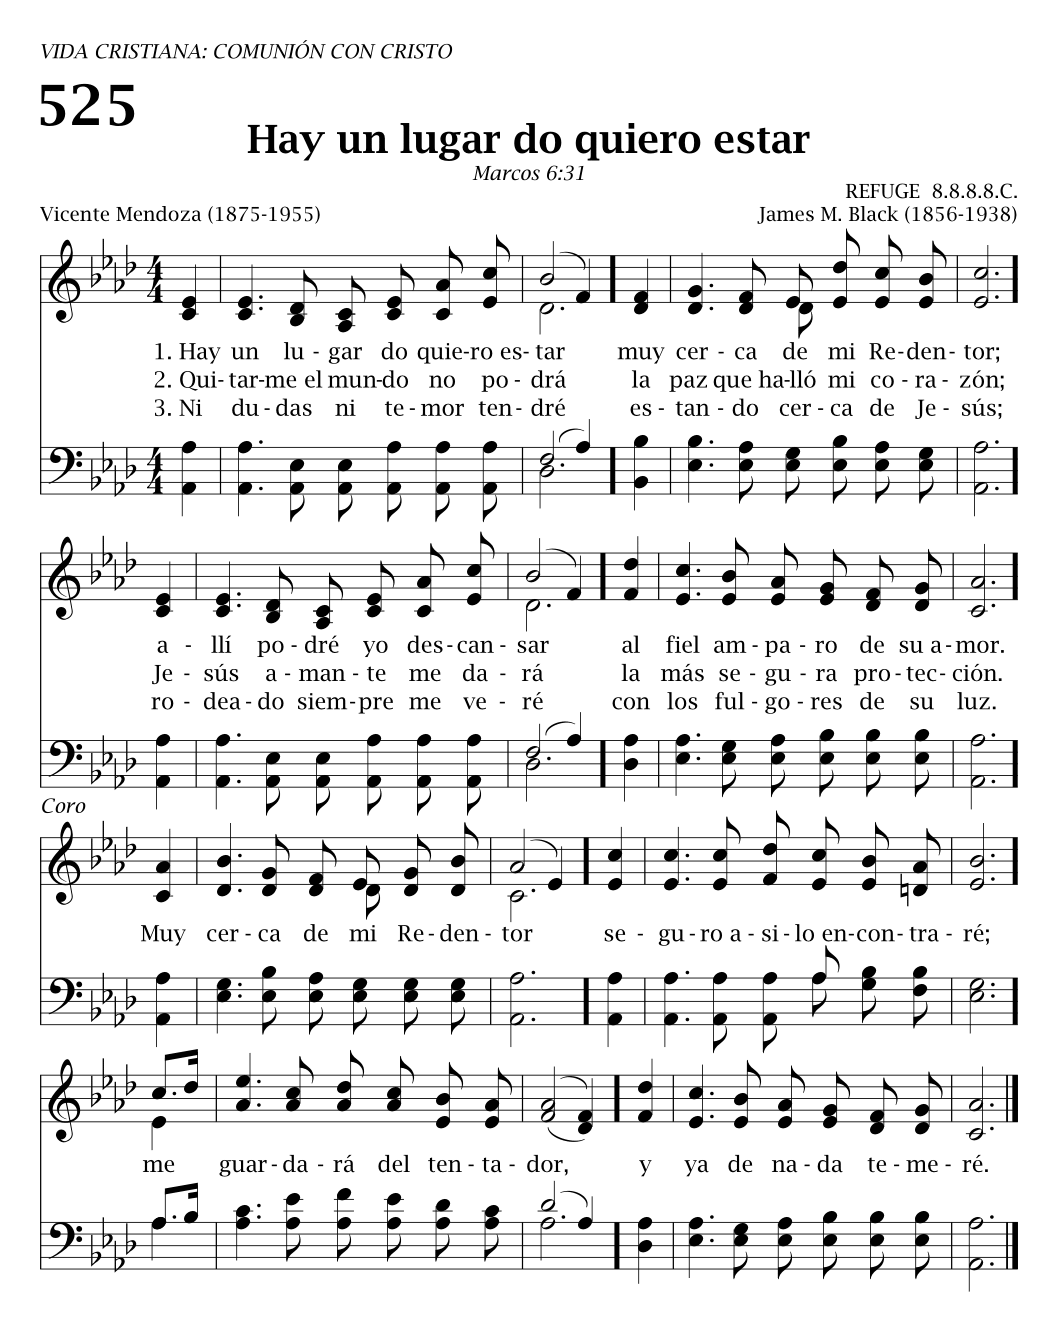 VIDA CRISTIANA: COMUNIÓN CON CRISTO
525
Hay un lugar do quiero estar
Marcos 6:31
REFUGE 8.8.8.8.C.
Vicente Mendoza (1875-1955) James M. Black (1856-1938)
1. Hay un lu - gar do quie-ro es- tar muy cer - ca de mi Re-den- tor;
2. Qui-tar-me el mun-do no po - drá la paz que ha-lló mi co - ra - zón;
3. Ni du - das ni te - mor ten - dré es - tan - do cer - ca de Je - sús;
a - llí po - dré yo des-can - sar al fiel am - pa - ro de su a-mor.
Je - sús a - man - te me da - rá la más se - gu - ra pro - tec- ción.
ro - dea - do siem-pre me ve - ré con los ful - go - res de su luz.
Coro
Muy cer - ca de mi Re - den - tor se - gu - ro a - si - lo en-con- tra - ré;
me guar - da - rá del ten - ta - dor, y ya de na - da te - me - ré.